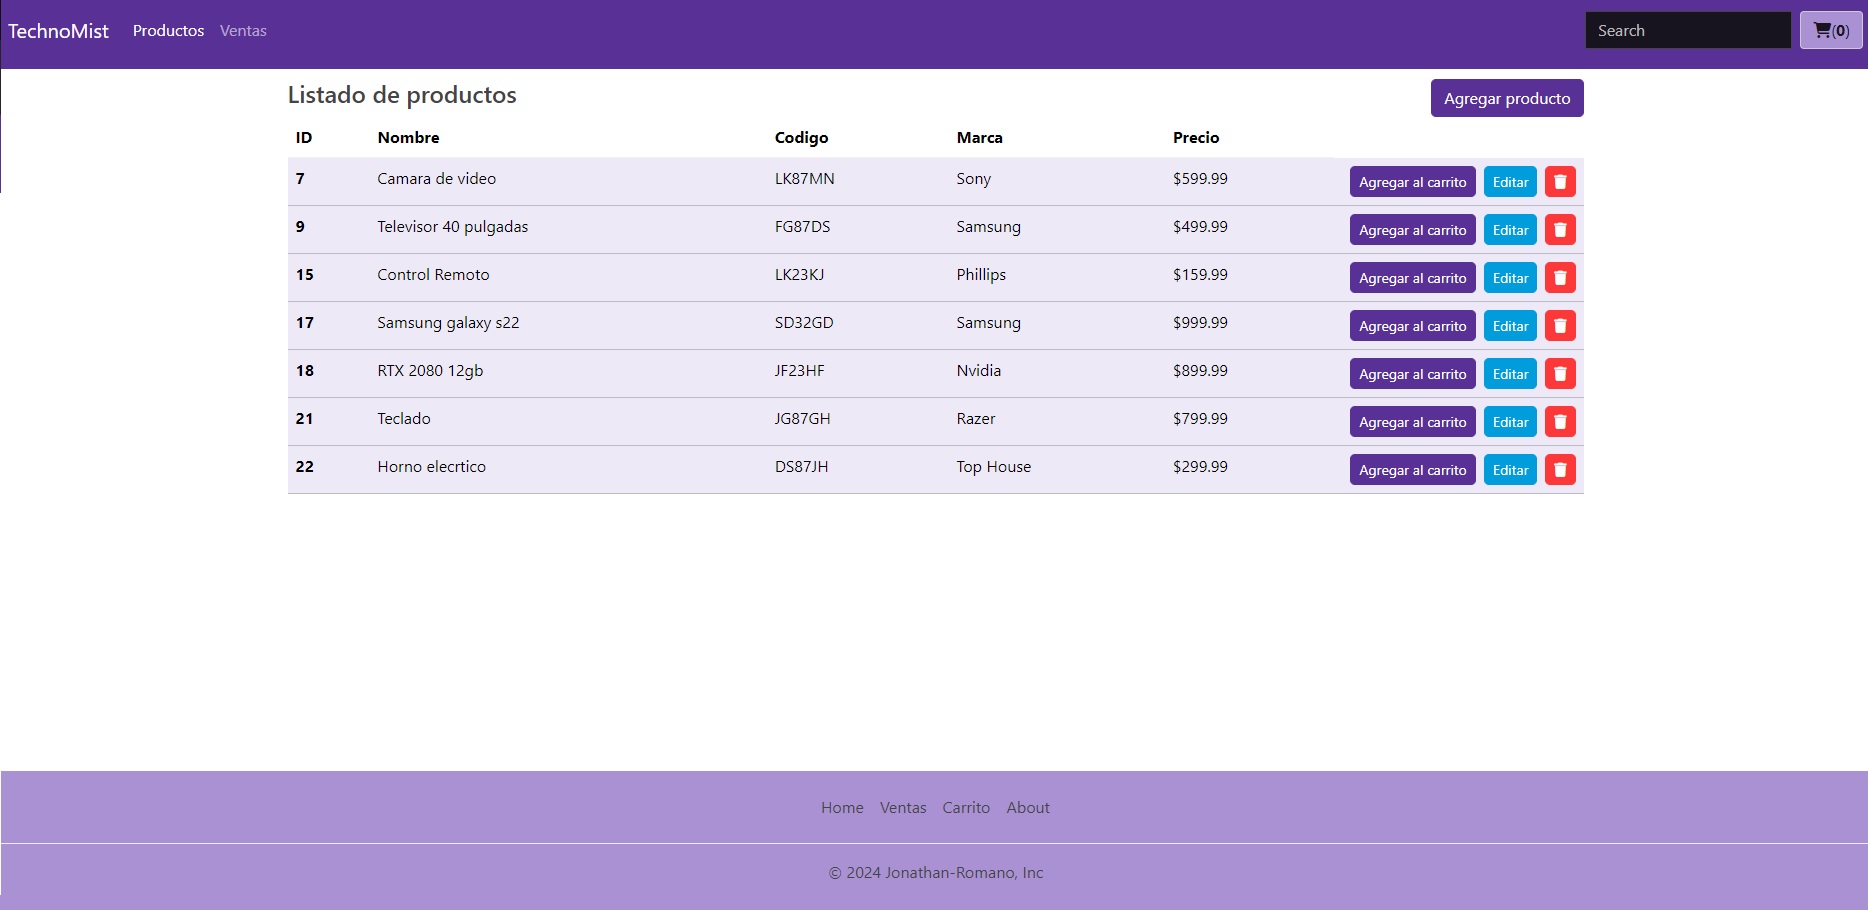 TechnoMist Productos Ventas Search (0)
Listado de productos Agregar producto
ID Nombre Codigo Marca Precio
7 Camara de video LK87MN Sony $599.99 Agregar al carrito Editar
9 Televisor 40 pulgadas FG87DS Samsung $499.99 Agregar al carrito Editar
15 Control Remoto LK23KJ Phillips $159.99 Agregar al carrito Editar
17 Samsung galaxy s22 SD32GD Samsung $999.99 Agregar al carrito Editar
18 RTX 2080 12gb JF23HF Nvidia $899.99 Agregar al carrito Editar
21 Teclado JG87GH Razer $799.99 Agregar al carrito Editar
22 Horno elecrtico DS87JH Top House $299.99 Agregar al carrito Editar
Home Ventas Carrito About
© 2024 Jonathan-Romano, Inc